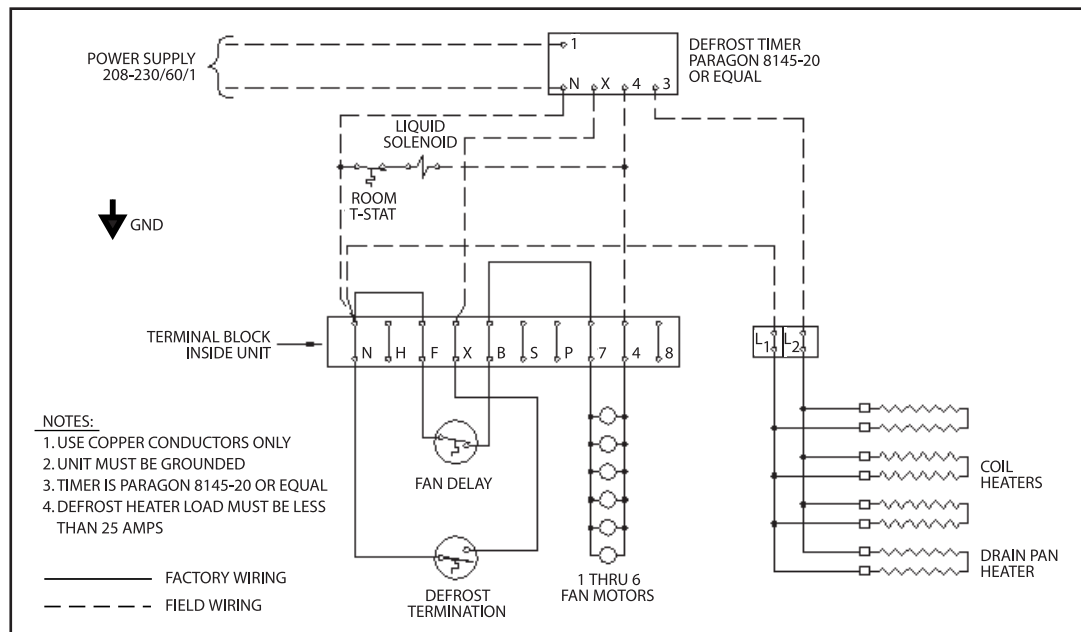 POWER SUPPLY
208-230/60/1
1
N X 4 3
DEFROST TIMER
PARAGON 8145-20
OR EQUAL
LIQUID
SOLENOID
ROOM
T-STAT
GND
TERMINAL BLOCK
INSIDE UNIT
N H F X B S P 7 4 8
L1 L2
NOTES:
1. USE COPPER CONDUCTORS ONLY
2. UNIT MUST BE GROUNDED
3. TIMER IS PARAGON 8145-20 OR EQUAL
4. DEFROST HEATER LOAD MUST BE LESS
THAN 25 AMPS
FAN DELAY
COIL
HEATERS
DEFROST
TERMINATION
1 THRU 6
FAN MOTORS
DRAIN PAN
HEATER
FACTORY WIRING
FIELD WIRING